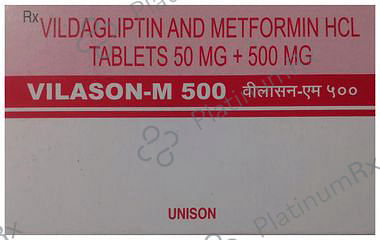 Rx
VILDAGLIPTIN AND METFORMIN HCL
TABLETS 50 MG + 500 MG
VILASON-M 500 वीलासन-एम ५००
UNISON
PlatinumRx